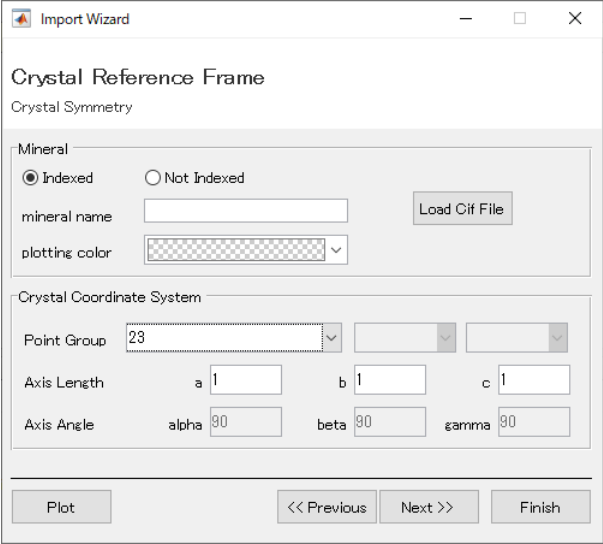 Import Wizard
Crystal Reference Frame
Crystal Symmetry
Mineral
Indexed Not Indexed
mineral name Load Cif File
plotting color
Crystal Coordinate System
Point Group 23
Axis Length a 1 b 1 c 1
Axis Angle alpha 90 beta 90 gamma 90
Plot << Previous Next >> Finish